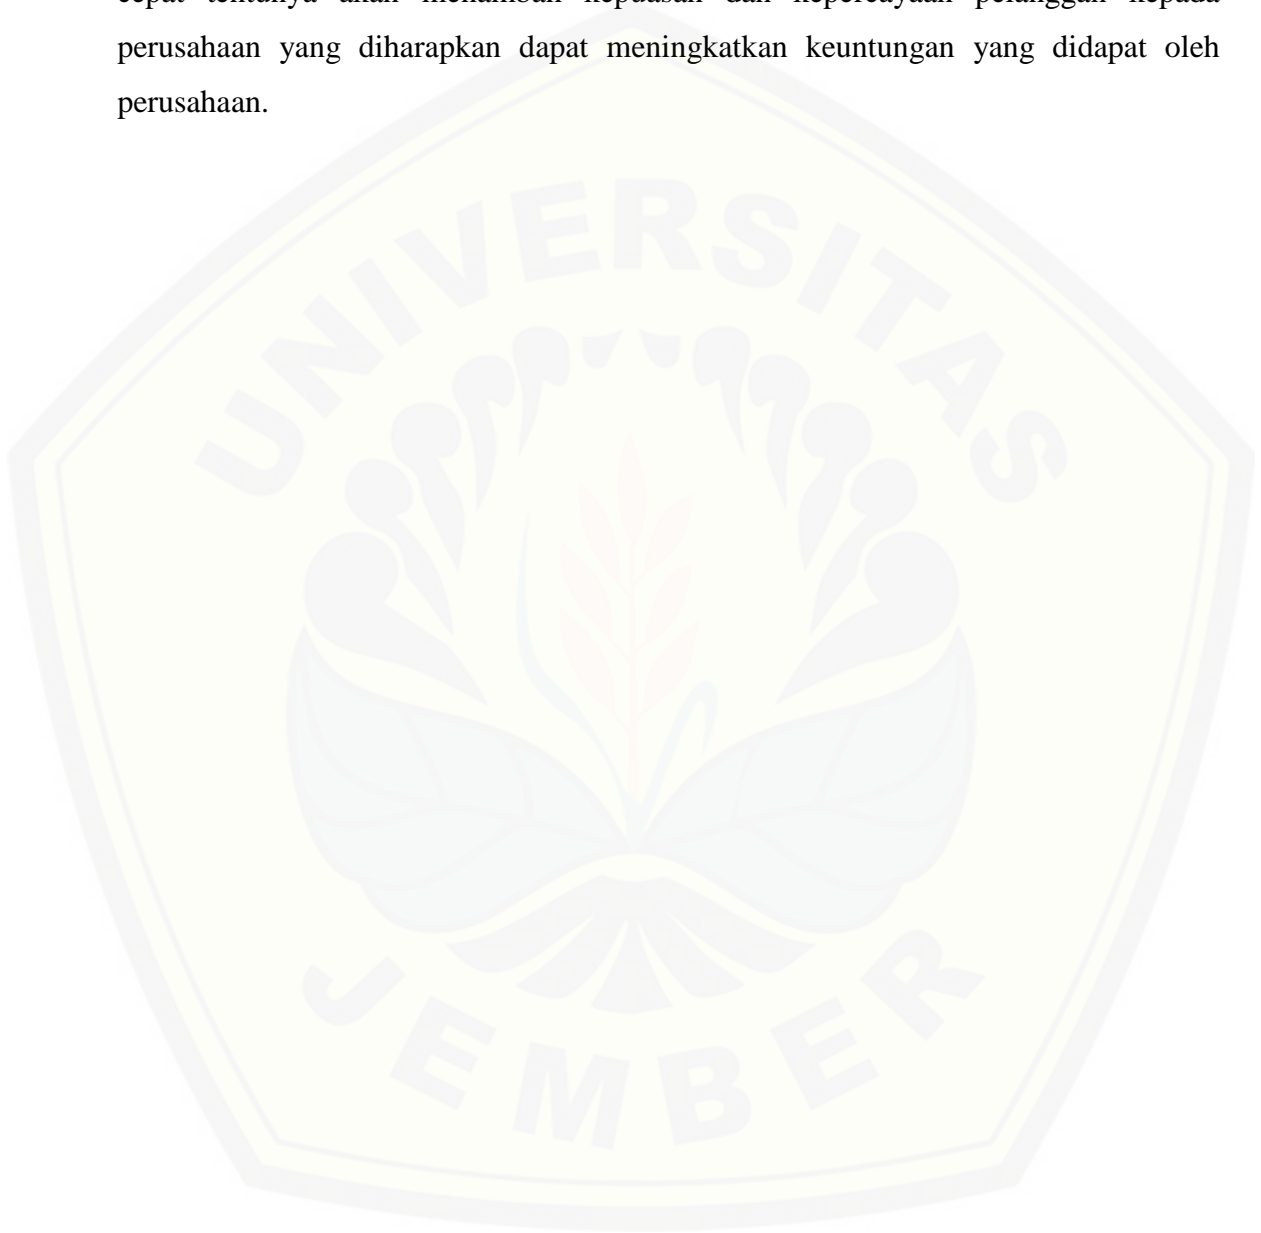 cepat tentunya akan menambah kepuasan dan kepercayaan pelanggan kepada
perusahaan yang diharapkan dapat meningkatkan keuntungan yang didapat oleh
perusahaan.
UNIVERSITAS
JEMBER